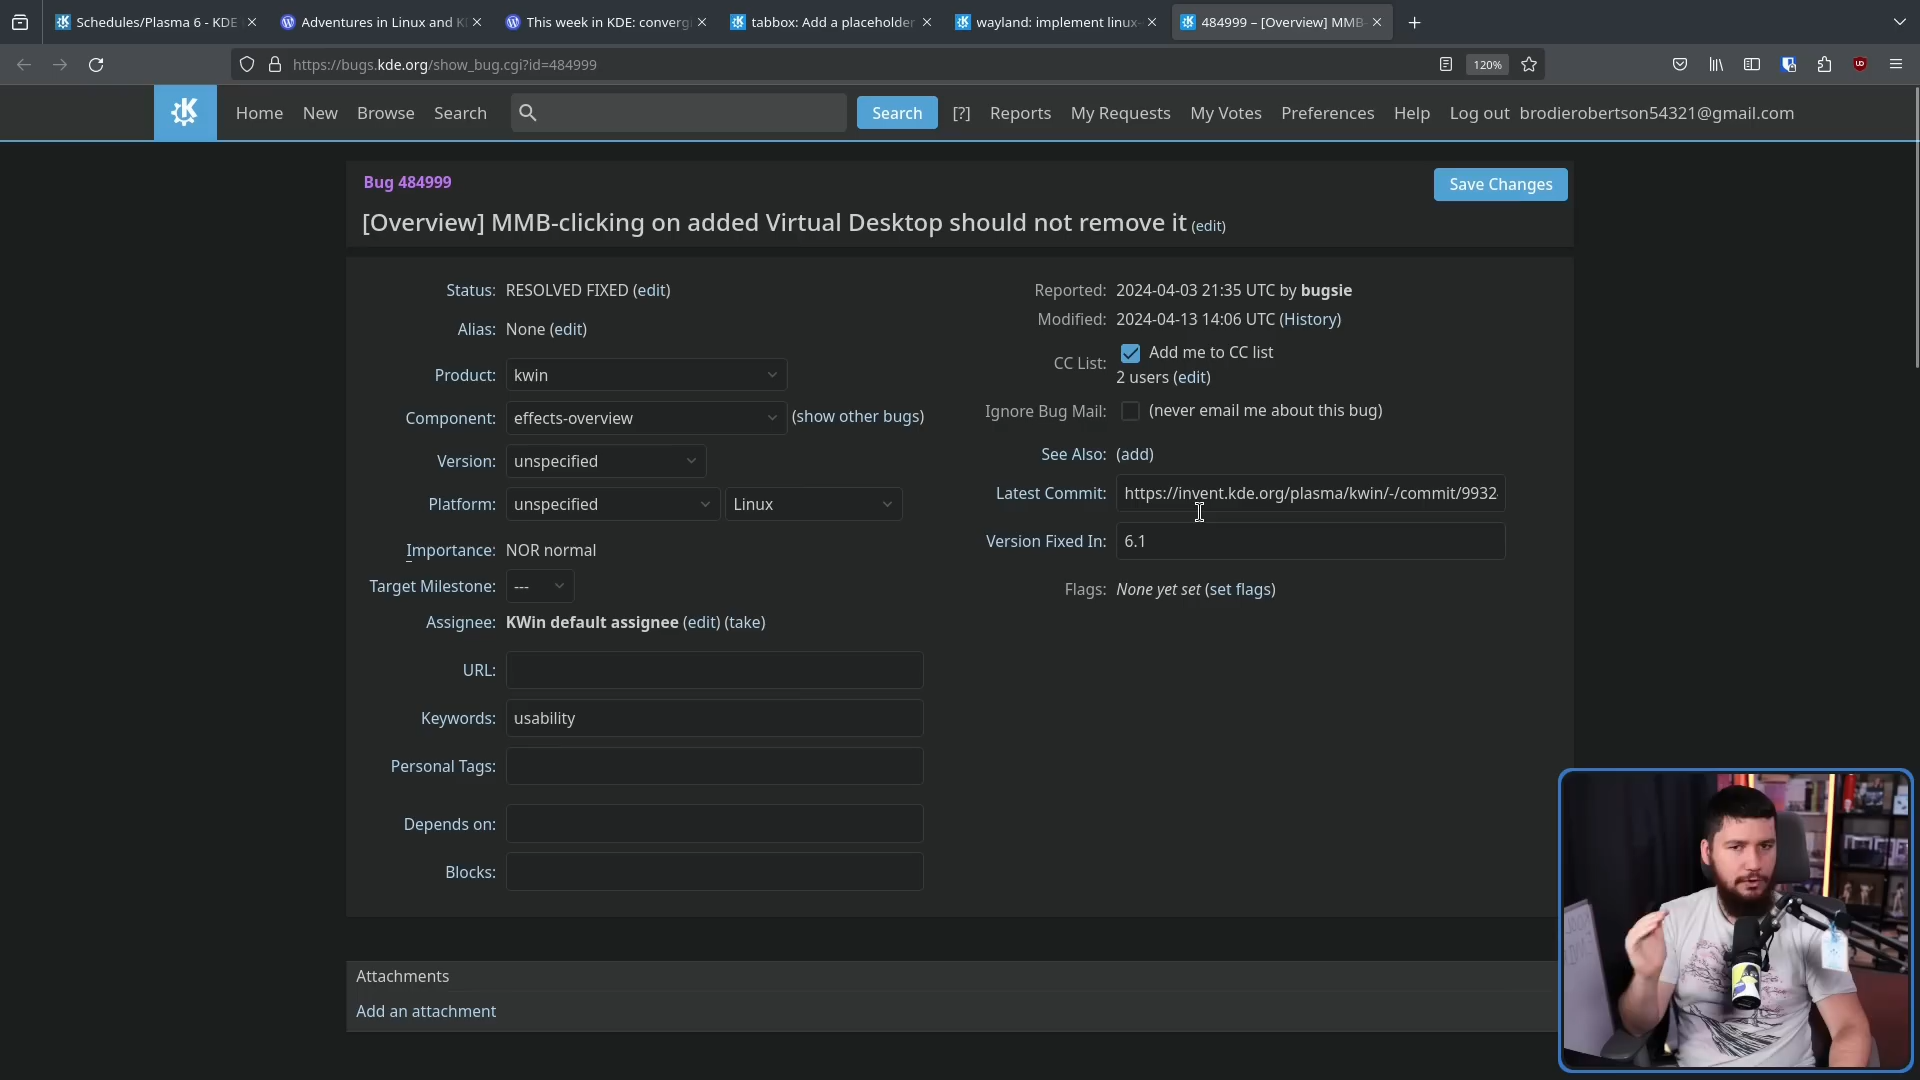 Schedules/Plasma 6 - KDE
Adventures in Linux and K
This week in KDE: converg
tabbox: Add a placeholder
wayland: implement linux-
484999 – [Overview] MMB-
https://bugs.kde.org/show_bug.cgi?id=484999
120%
Home New Browse Search
Search [?] Reports My Requests My Votes Preferences Help Log out brodierobertson54321@gmail.com
Bug 484999
Save Changes
[Overview] MMB-clicking on added Virtual Desktop should not remove it (edit)
Status: RESOLVED FIXED (edit)
Alias: None (edit)
Product: kwin
Component: effects-overview (show other bugs)
Version: unspecified
Platform: unspecified Linux
Importance: NOR normal
Target Milestone: ---
Assignee: KWin default assignee (edit) (take)
URL:
Keywords: usability
Personal Tags:
Depends on:
Blocks:
Reported: 2024-04-03 21:35 UTC by bugsie
Modified: 2024-04-13 14:06 UTC (History)
CC List: Add me to CC list
2 users (edit)
Ignore Bug Mail: (never email me about this bug)
See Also: (add)
Latest Commit: https://invent.kde.org/plasma/kwin/-/commit/9932
Version Fixed In: 6.1
Flags: None yet set (set flags)
Attachments
Add an attachment